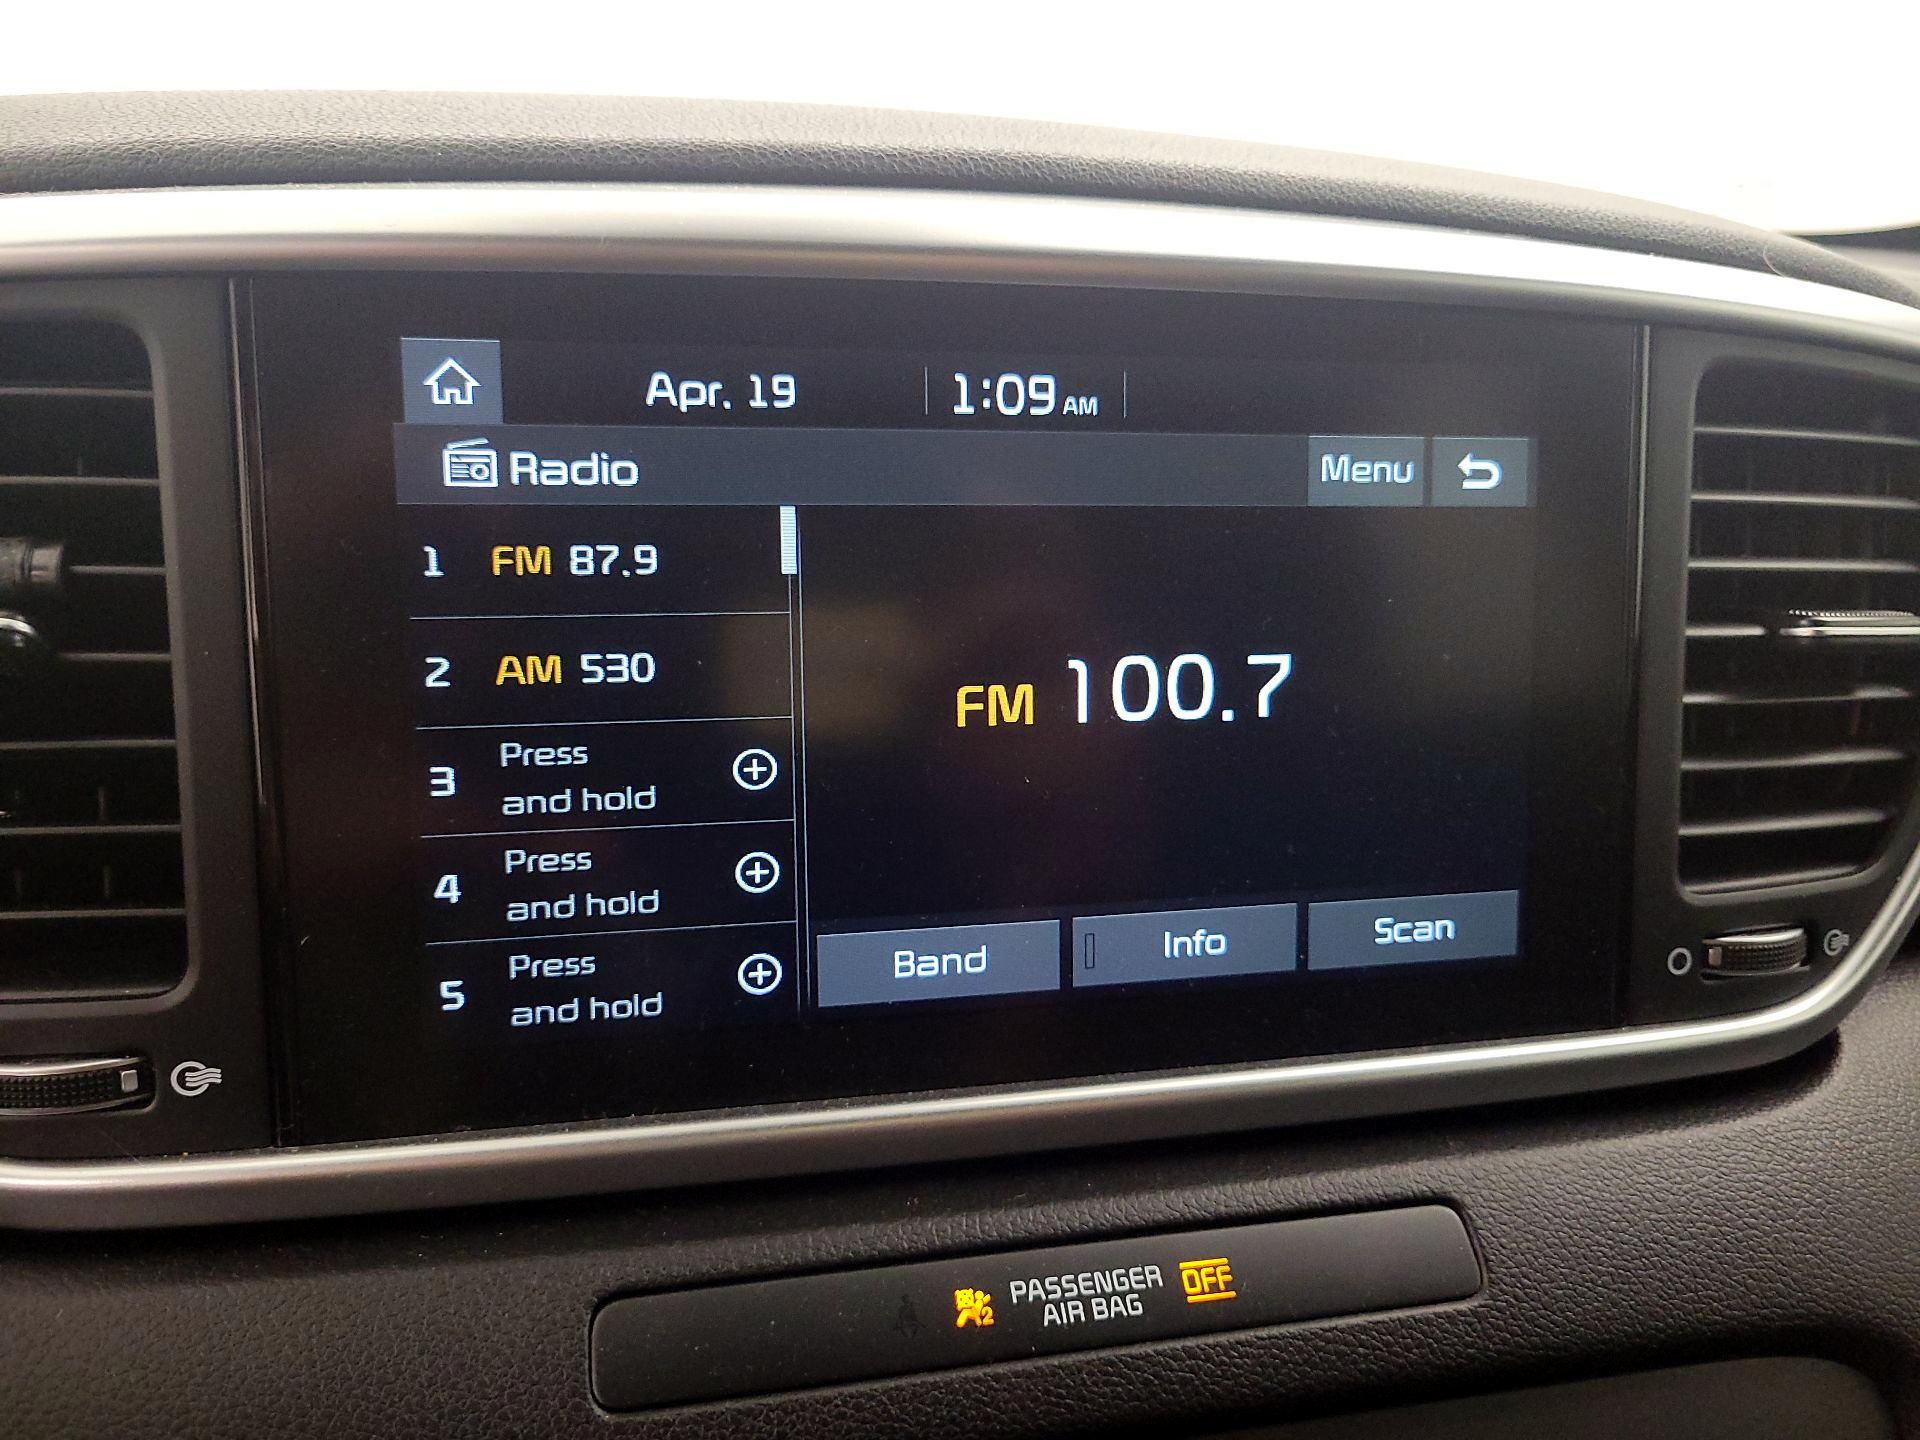 Apr. 19
1:09 AM
Radio
Menu
1 FM 87.9
2 AM 530
3 Press
and hold
4 Press
and hold
5 Press
and hold
FM 100.7
Band
Info
Scan
2 PASSENGER
AIR BAG
OFF